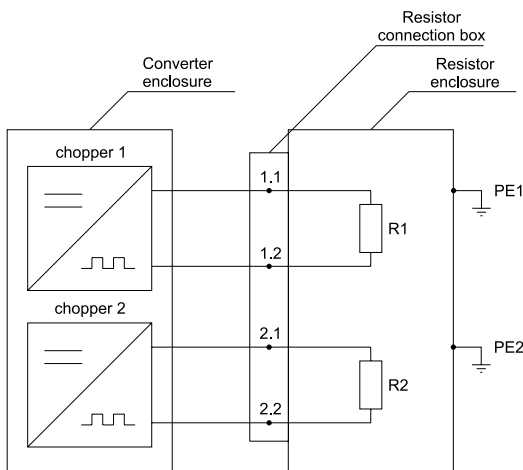 Resistor
connection box
Converter
enclosure
Resistor
enclosure
chopper 1
1.1
PE1
R1
1.2
chopper 2
2.1
PE2
R2
2.2